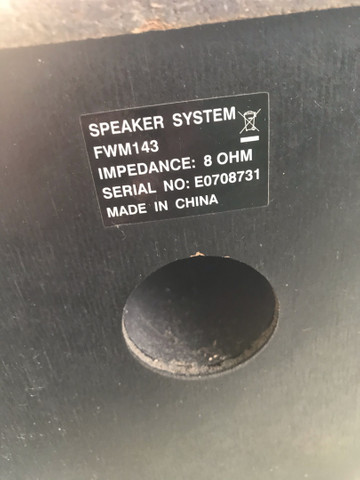 SPEAKER SYSTEM
FWM143
IMPEDANCE: 8 OHM
SERIAL NO: E0708731
MADE IN CHINA